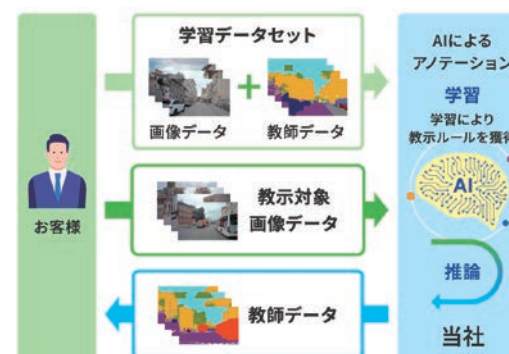 学習データセット
画像データ
+
教師データ
お客様
教示対象
画像データ
教師データ
AIによる
アノテーション
学習
学習により
教示ルールを獲得
AI
推論
当社